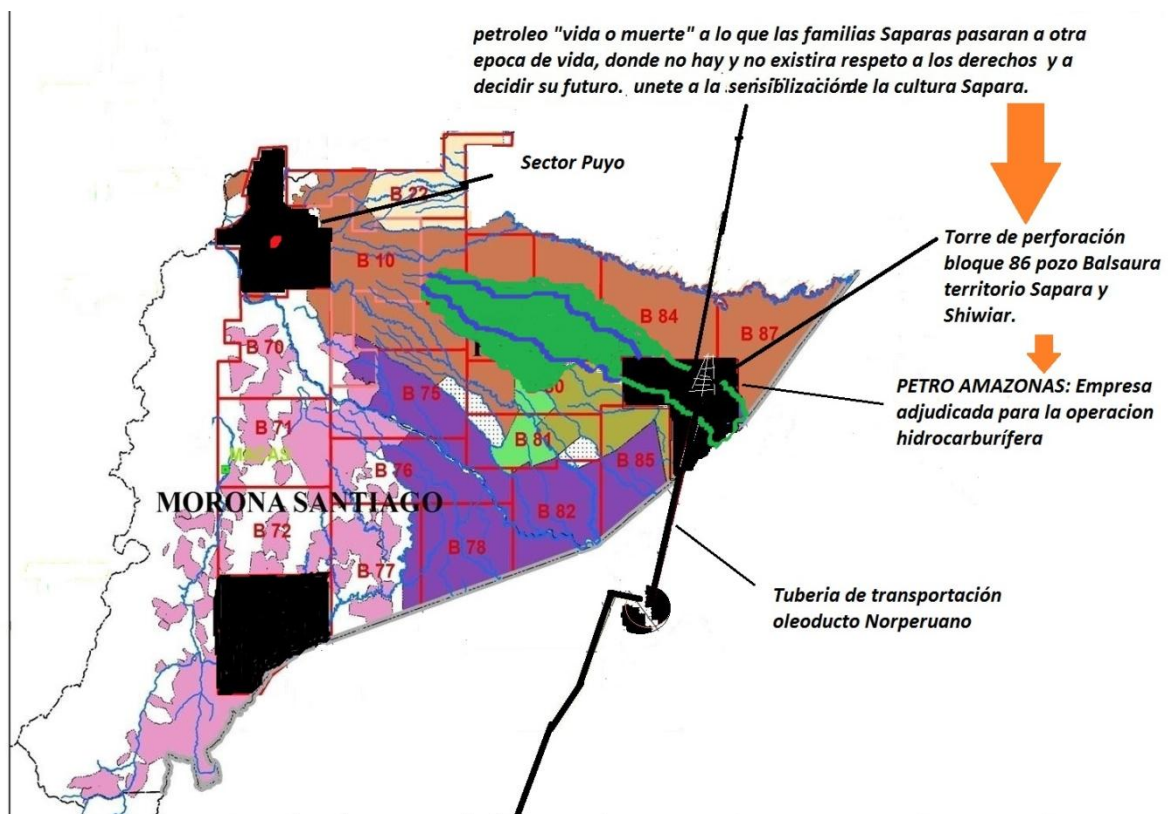 petroleo "vida o muerte" a lo que las familias Saparas pasaran a otra
epoca de vida, donde no hay y no existira respeto a los derechos y a
decidir su futuro. unete a la sensiblizaciónde la cultura Sapara.
Sector Puyo
B 22
Torre de perforación
bloque 86 pozo Balsaura
territorio Sapara y
Shiwiar.
B 10
B 84
B 87
B 70
B 75
PETRO AMAZONAS: Empresa
adjudicada para la operacion
hidrocarburífera
B 71
B 81
B 85
B 76
MORONA SANTIAGO
B 72
B 82
B 78
B 77
Tuberia de transportación
oleoducto Norperuano